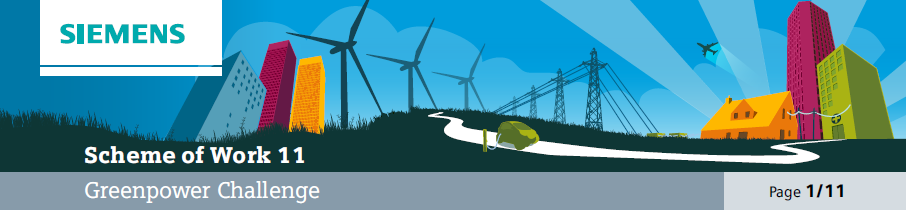 SIEMENS
Scheme of Work 11
Greenpower Challenge
Page 1/11